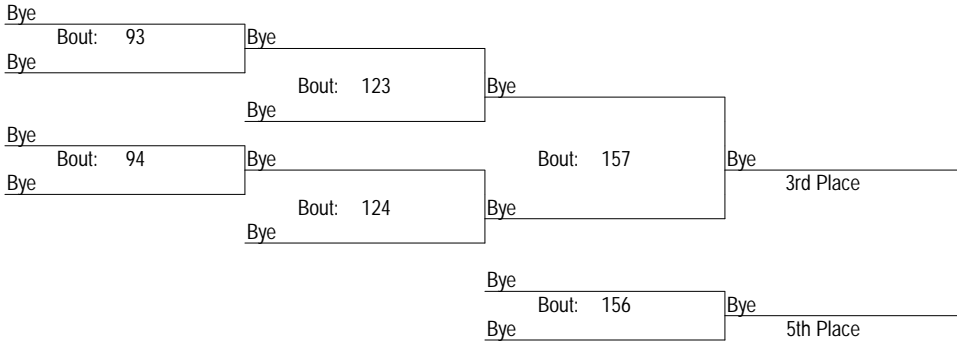 Bye
Bout: 93 Bye
Bye
Bout: 123 Bye
Bye
Bye
Bout: 94 Bye Bout: 157 Bye
Bye 3rd Place
Bout: 124 Bye
Bye
Bye
Bout: 156 Bye
Bye 5th Place